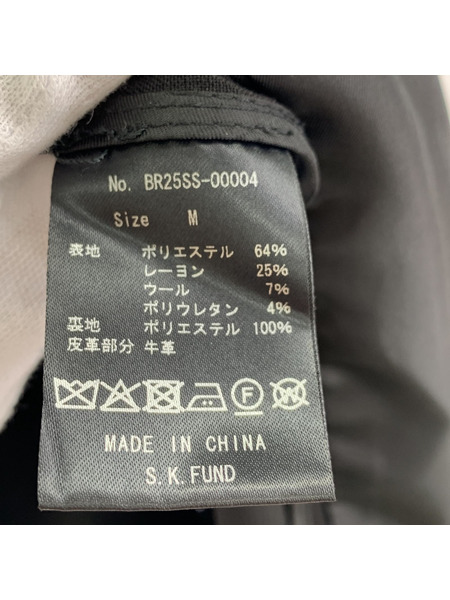 No. BR25SS-00004
Size M
表地 ポリエステル 64%
レーヨン 25%
ウール 7%
ポリウレタン 4%
裏地 ポリエステル 100%
皮革部分 牛革
F W
MADE IN CHINA
S.K.FUND